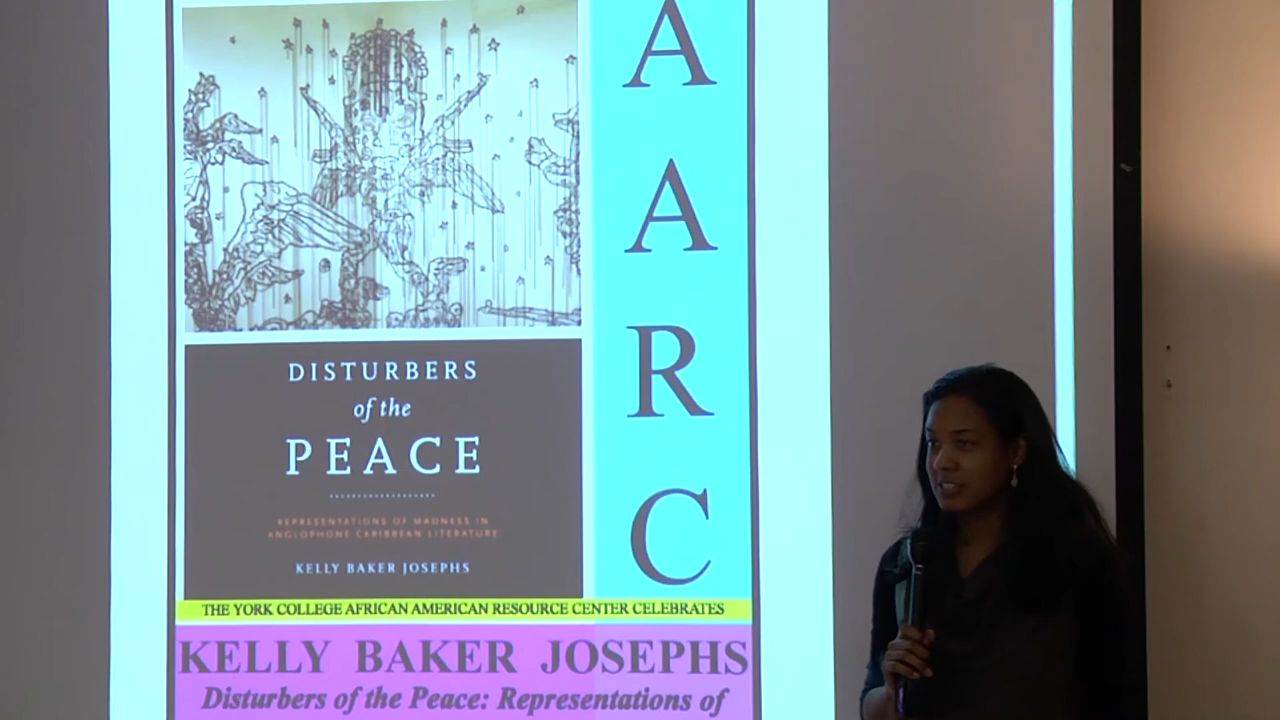 A
A
R
C
DISTURBERS
of the
PEACE
REPRESENTATIONS OF MADNESS IN
ANGLOPHONE CARIBBEAN LITERATURE
KELLY BAKER JOSEPHS
THE YORK COLLEGE AFRICAN AMERICAN RESOURCE CENTER CELEBRATES
KELLY BAKER JOSEPHS
Disturbers of the Peace: Representations of